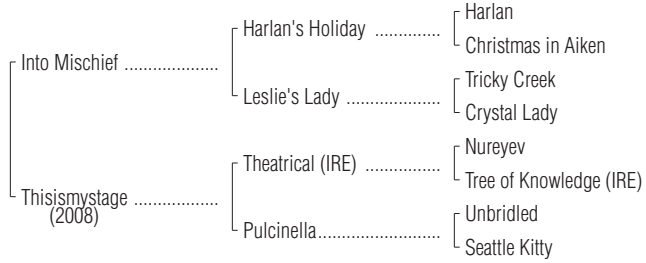 Harlan
Harlan's Holiday ..................
Christmas in Aiken
Into Mischief .....................
Tricky Creek
Leslie's Lady .....................
Crystal Lady
Nureyev
Theatrical (IRE) .................
Tree of Knowledge (IRE)
Thisismystage ...................
(2008)
Unbridled
Pulcinella............................
Seattle Kitty